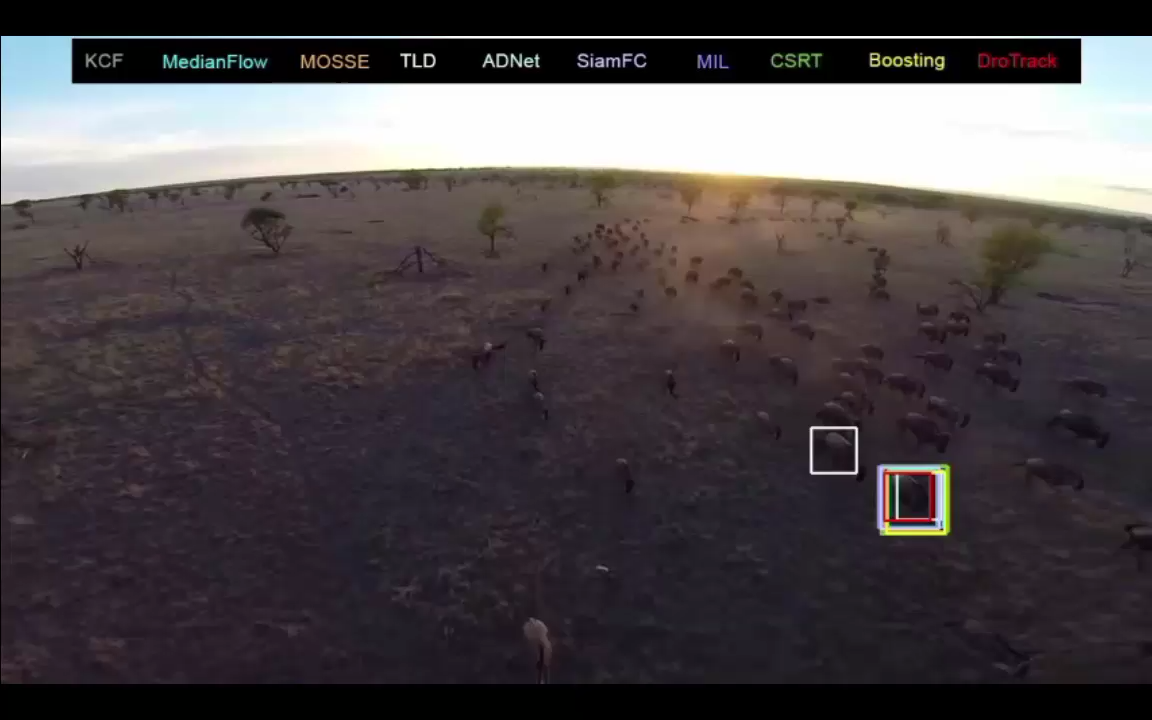 KCF MedianFlow MOSSE TLD ADNet SiamFC MIL CSRT Boosting DroTrack